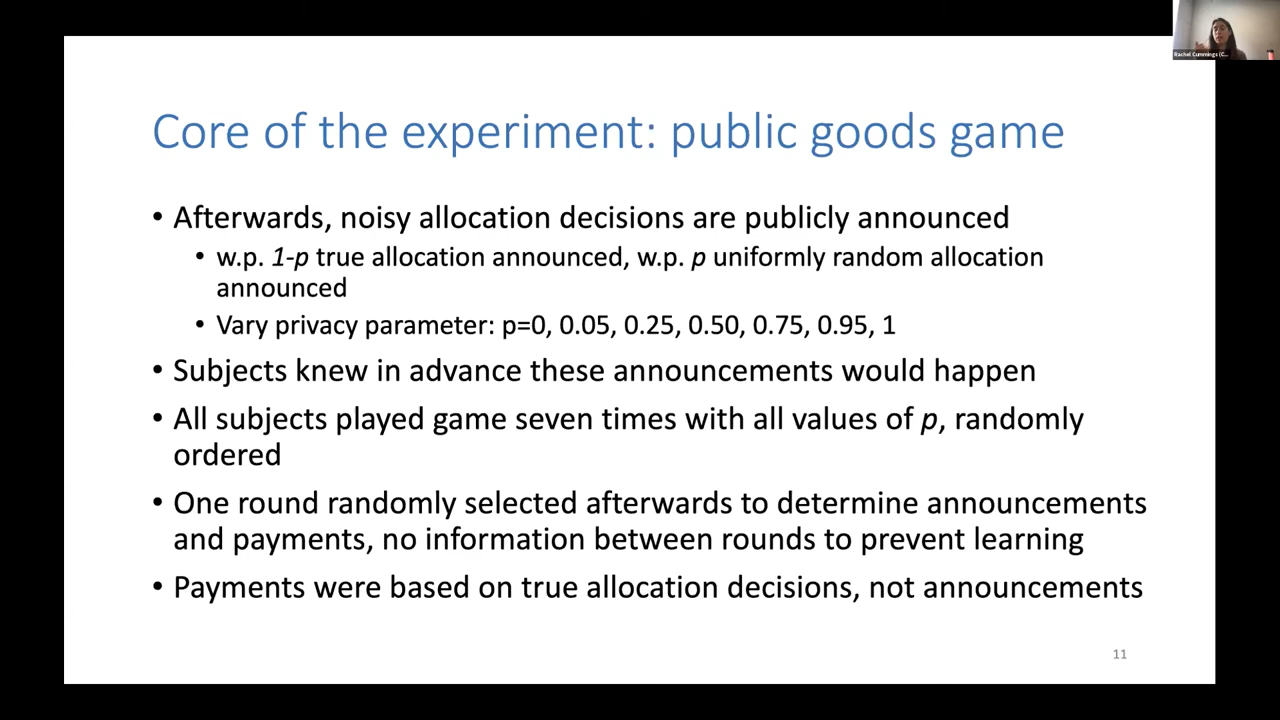 Rachel Cummings (C...
Core of the experiment: public goods game
• Afterwards, noisy allocation decisions are publicly announced
• w.p. 1-p true allocation announced, w.p. p uniformly random allocation
announced
• Vary privacy parameter: p=0, 0.05, 0.25, 0.50, 0.75, 0.95, 1
• Subjects knew in advance these announcements would happen
• All subjects played game seven times with all values of p, randomly
ordered
• One round randomly selected afterwards to determine announcements
and payments, no information between rounds to prevent learning
• Payments were based on true allocation decisions, not announcements
11